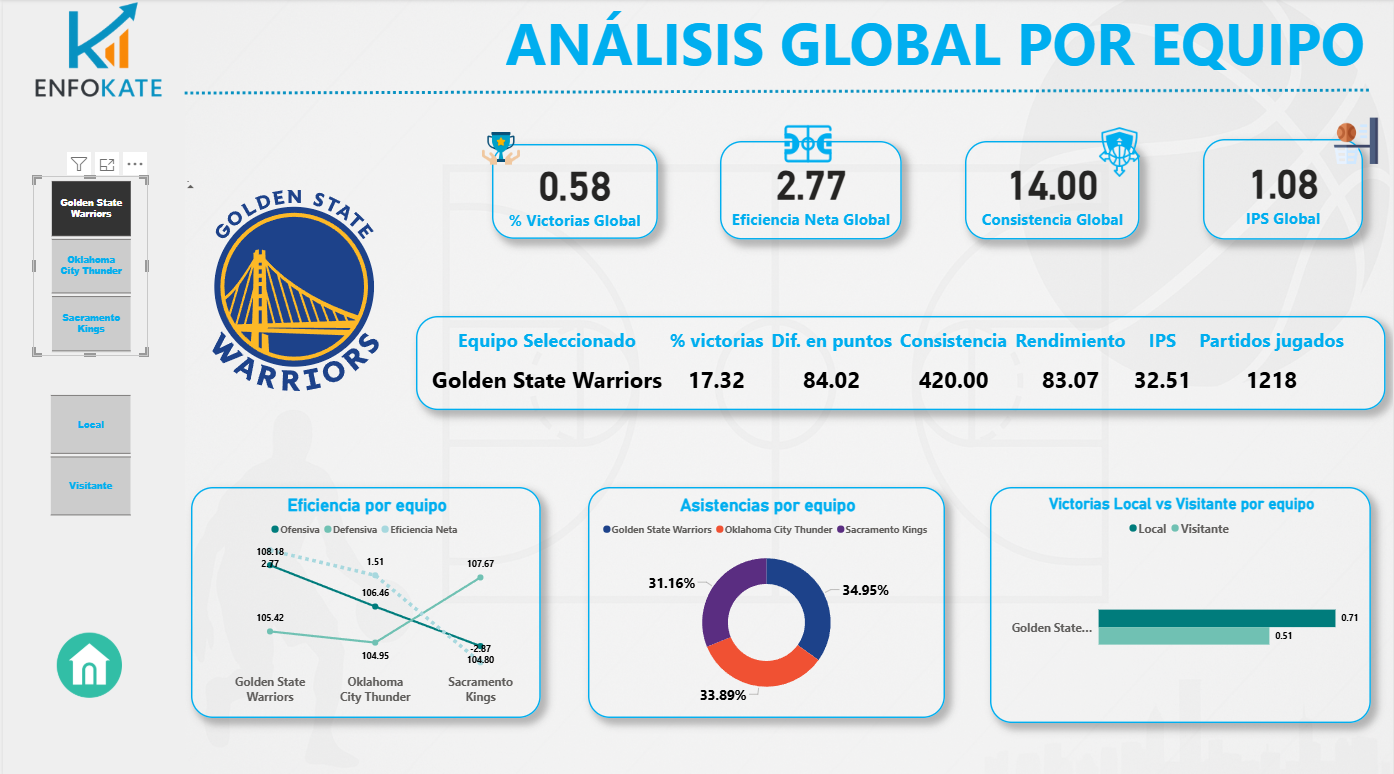 ENFOKATE
ANÁLISIS GLOBAL POR EQUIPO
Golden State
Warriors
Oklahoma
City Thunder
Sacramento
Kings
Local
Visitante
GOLDEN STATE
WARRIORS
0.58
% Victorias Global
2.77
Eficiencia Neta Global
14.00
Consistencia Global
1.08
IPS Global
Equipo Seleccionado % victorias Dif. en puntos Consistencia Rendimiento IPS Partidos jugados
Golden State Warriors 17.32 84.02 420.00 83.07 32.51 1218
Eficiencia por equipo
Ofensiva Defensiva Eficiencia Neta
108.18
2.77
1.51
107.67
106.46
105.42
104.95
-2.87
104.80
Golden State
Warriors
Oklahoma
City Thunder
Sacramento
Kings
Asistencias por equipo
Golden State Warriors Oklahoma City Thunder Sacramento Kings
31.16%
34.95%
33.89%
Victorias Local vs Visitante por equipo
Local Visitante
Golden State...
0.71
0.51